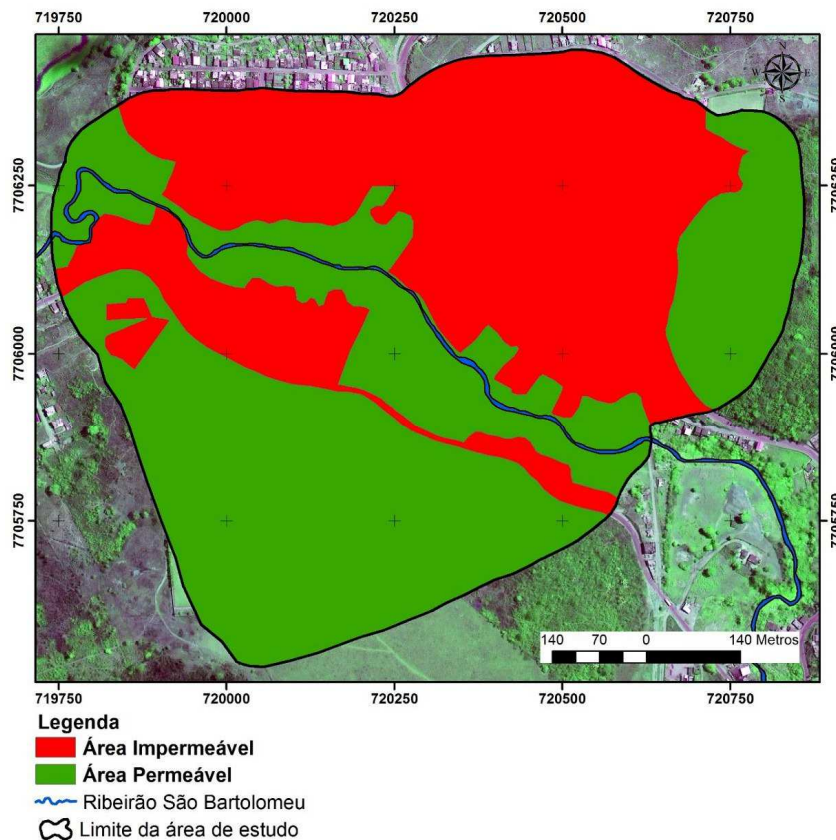 719750 720000 720250 720500 720750
N
W E
S
7706250 7706250
7706000 7706000
7705750 7705750
140 70 0 140 Metros
719750 720000 720250 720500 720750
Legenda
Área Impermeável
Área Permeável
Ribeirão São Bartolomeu
Limite da área de estudo